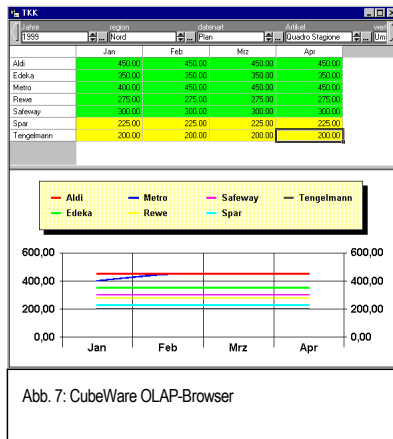 TKK
Jahre region datenart Artikel wer
1999 ... Nord ... Plan ... Quadro Stagione ... Um
Jan Feb Mrz Apr
Aldi 450.00 450.00 450.00 450.00
Edeka 350.00 350.00 350.00 350.00
Metro 400.00 450.00 450.00 450.00
Rewe 275.00 275.00 275.00 275.00
Safeway 300.00 300.00 300.00 300.00
Spar 225.00 225.00 225.00 225.00
Tengelmann 200.00 200.00 200.00 200.00
Aldi Metro Safeway Tengelmann
Edeka Rewe Spar
600,00 600,00
400,00 400,00
200,00 200,00
0,00 0,00
Jan Feb Mrz Apr
Abb. 7: CubeWare OLAP-Browser